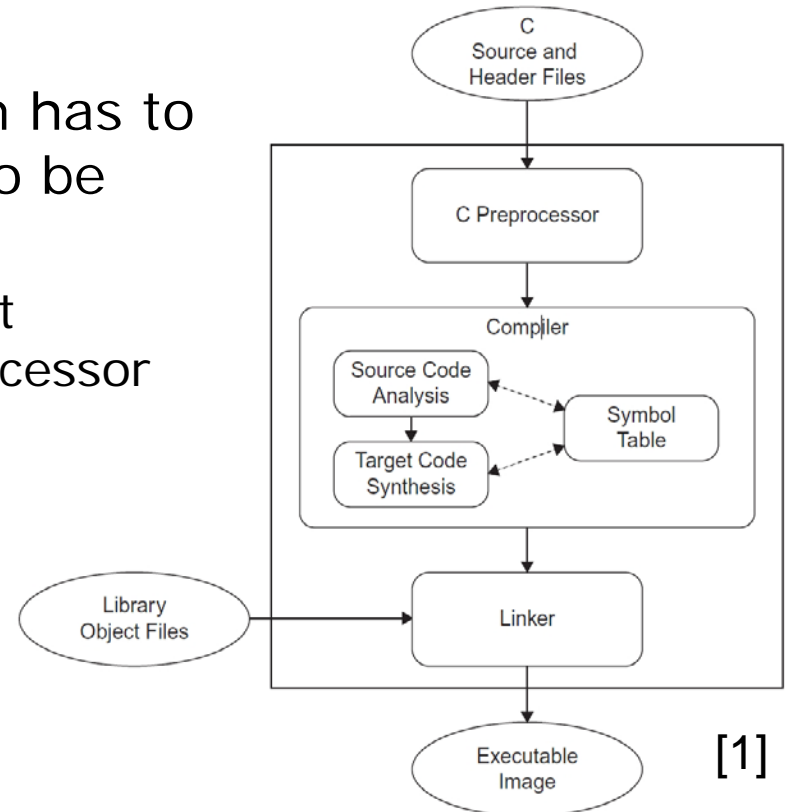 n has to
o be
t
cessor
C
Source and
Header Files
C Preprocessor
Compiler
Source Code
Analysis
Symbol
Table
Target Code
Synthesis
Library
Object Files
Linker
Executable
Image
[1]